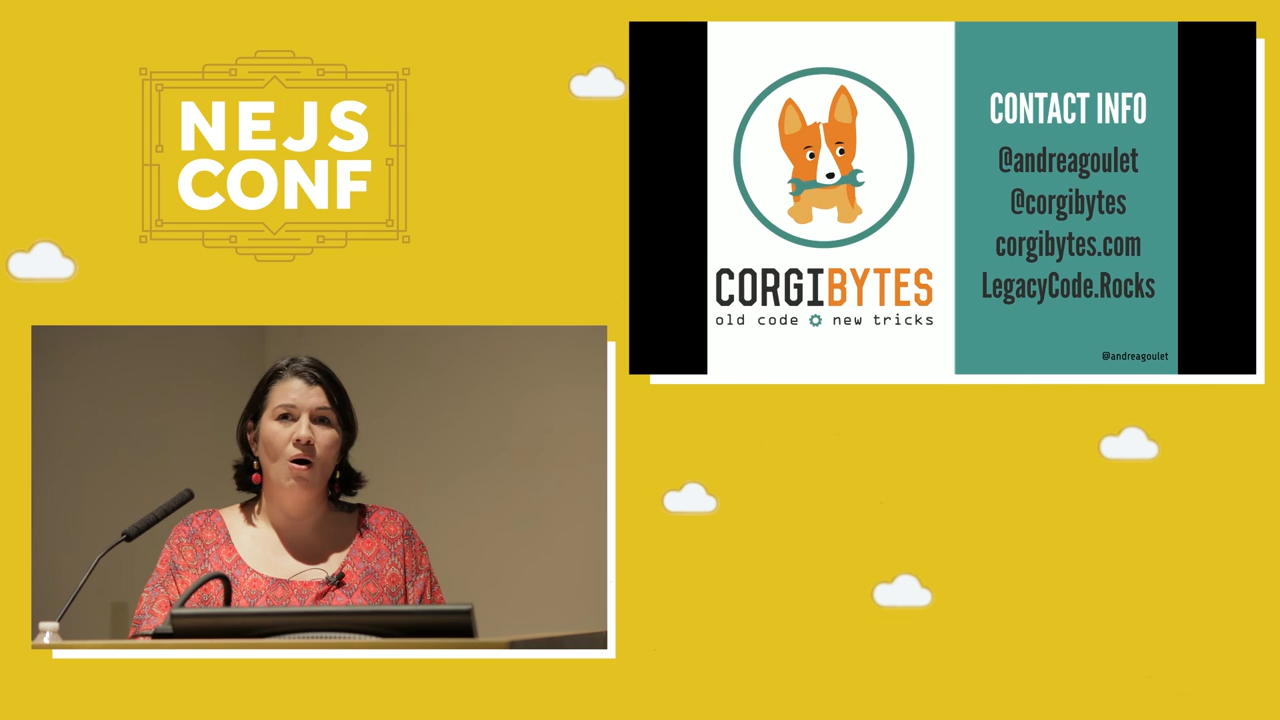 NEJS
CONF
CORGIBYTES
old code new tricks
CONTACT INFO
@andreagoulet
@corgibytes
corgibytes.com
LegacyCode.Rocks
@andreagoulet